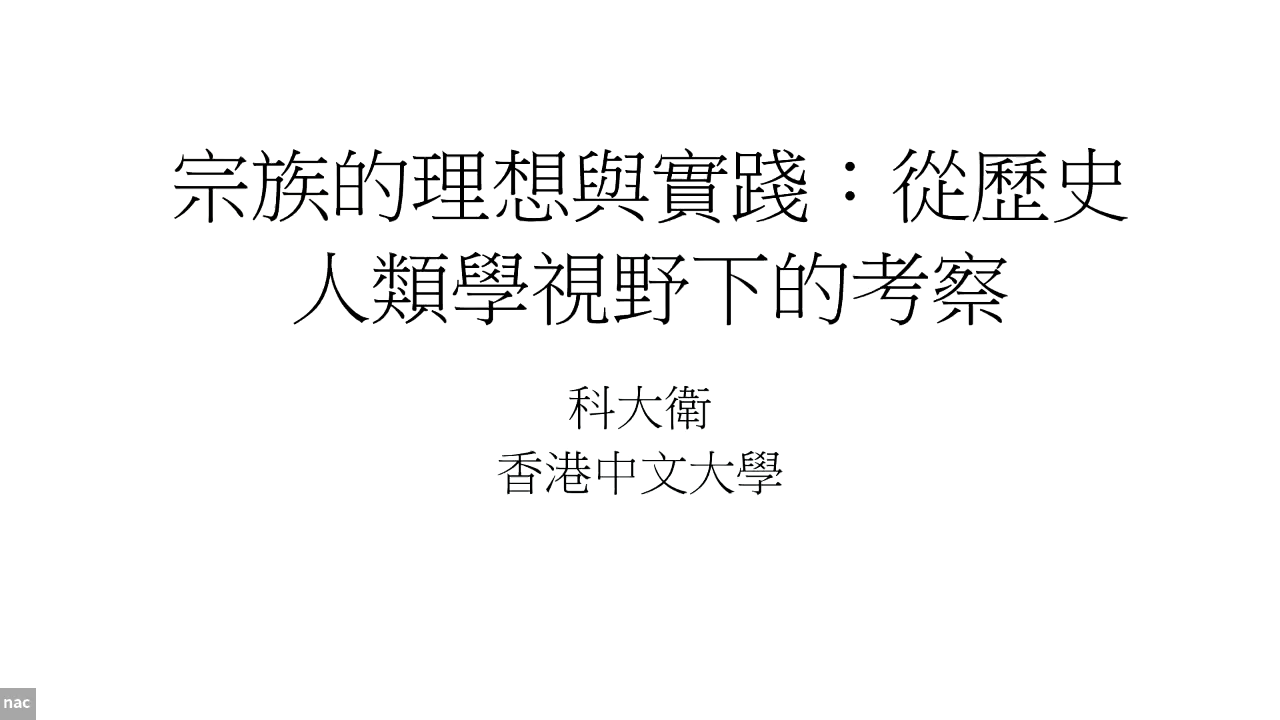 宗族的理想與實踐：從歷史
人類學視野下的考察
科大衛
香港中文大學
nac